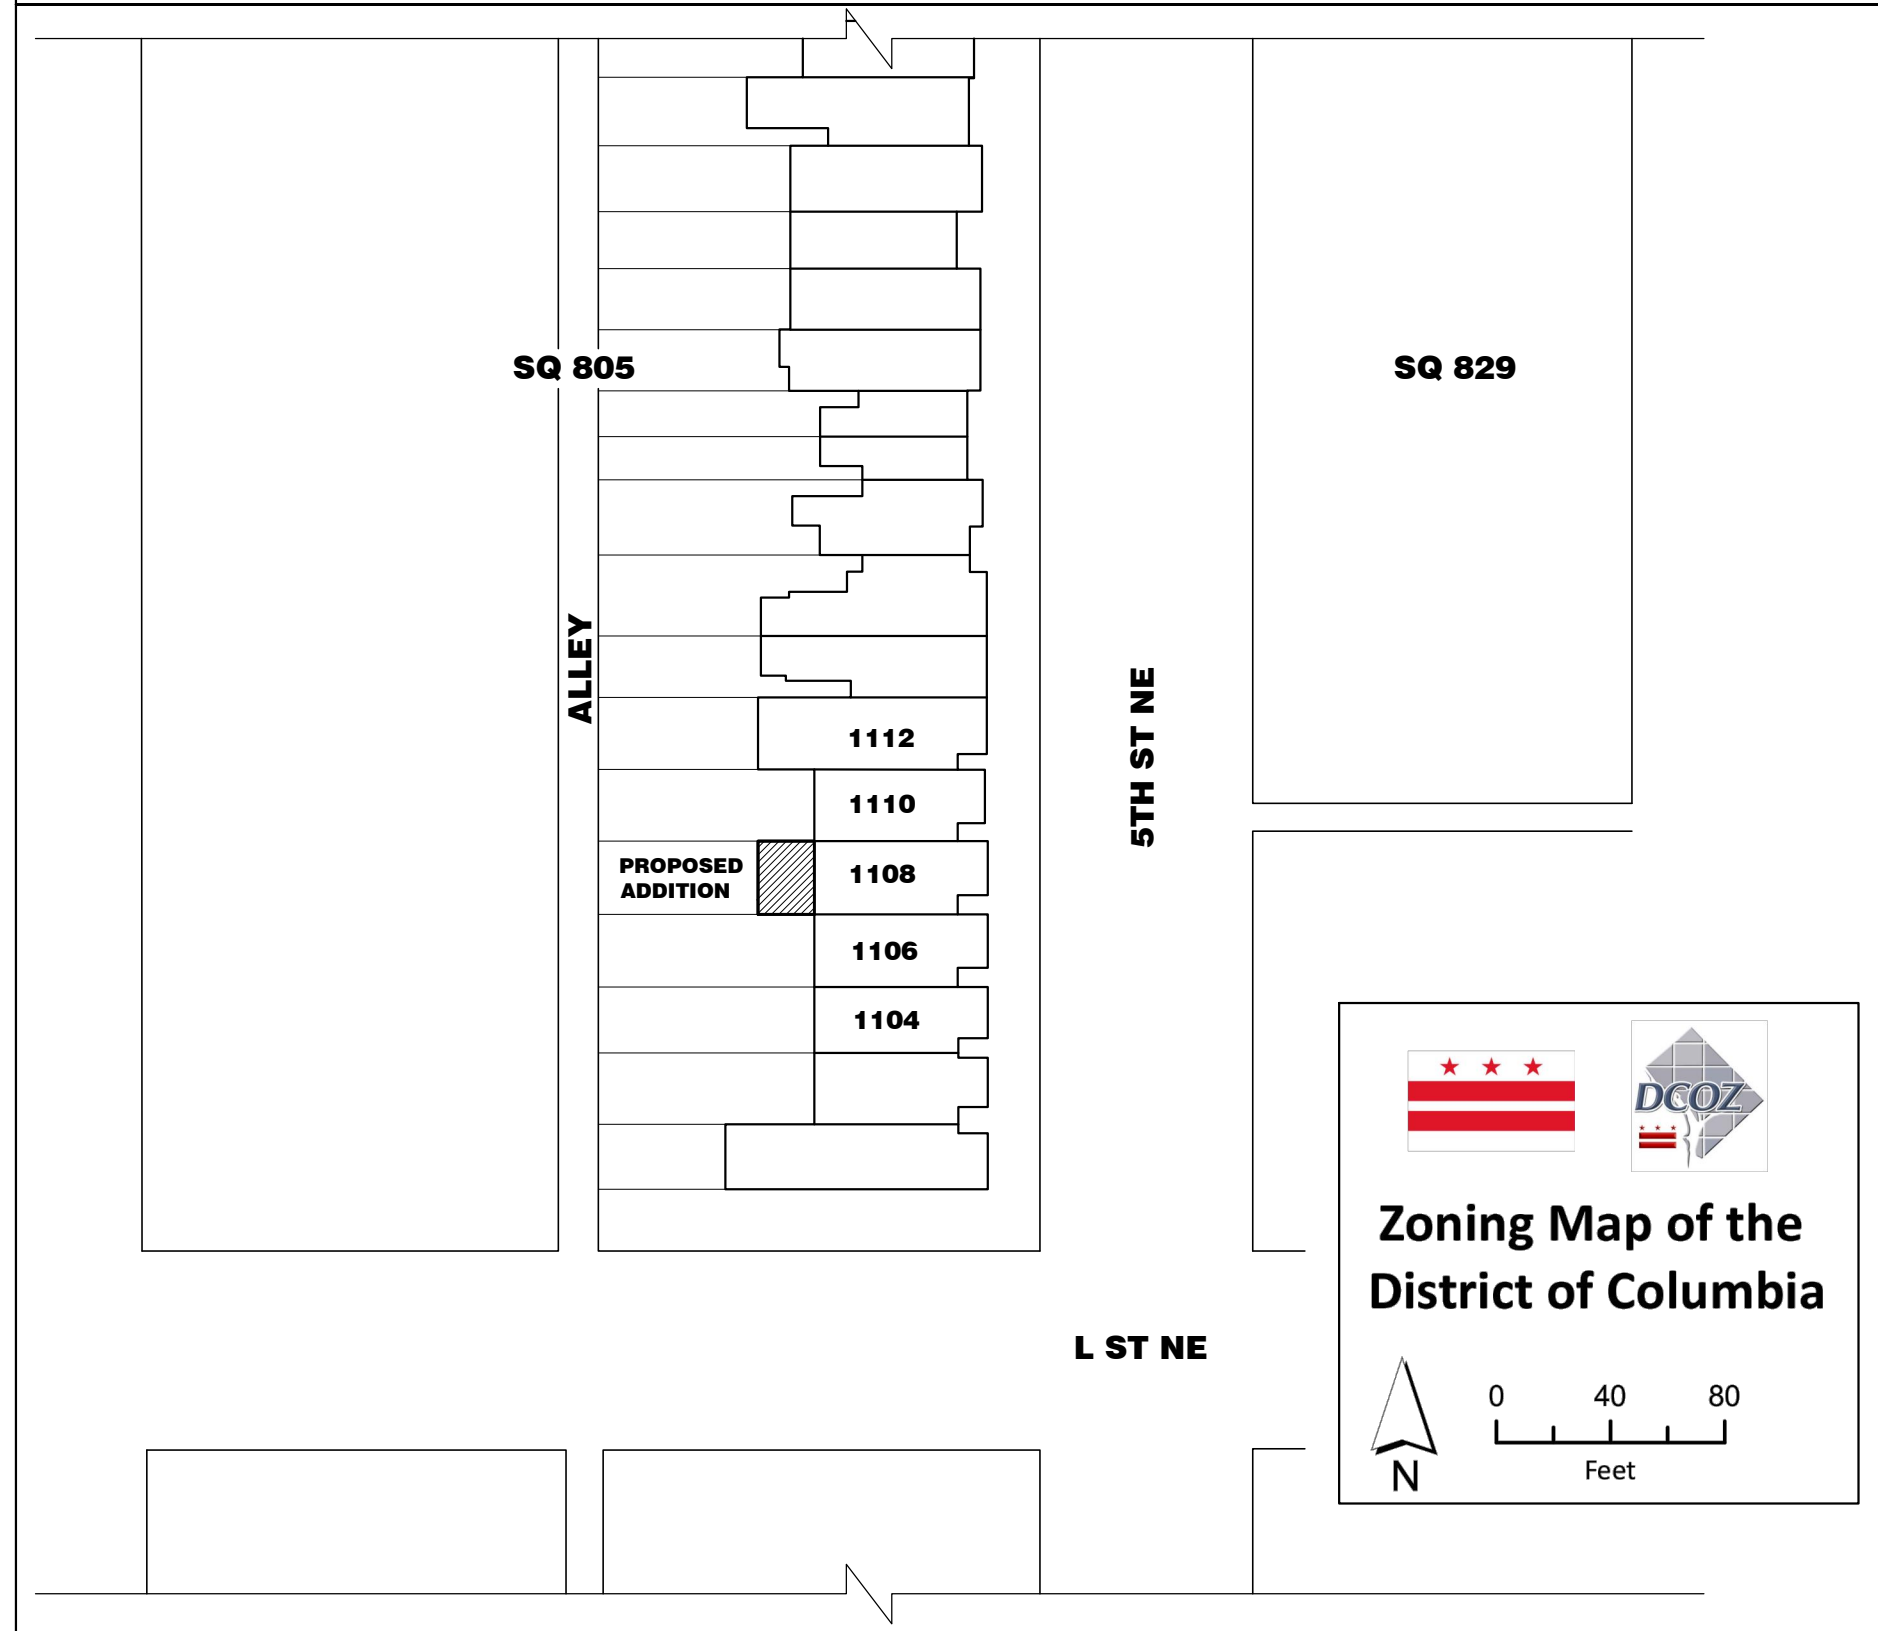 SQ 805
SQ 829
ALLEY
5TH ST NE
1112
1110
PROPOSED
ADDITION
1108
1106
1104
DCOZ
Zoning Map of the
District of Columbia
L ST NE
0 40 80
Feet
N